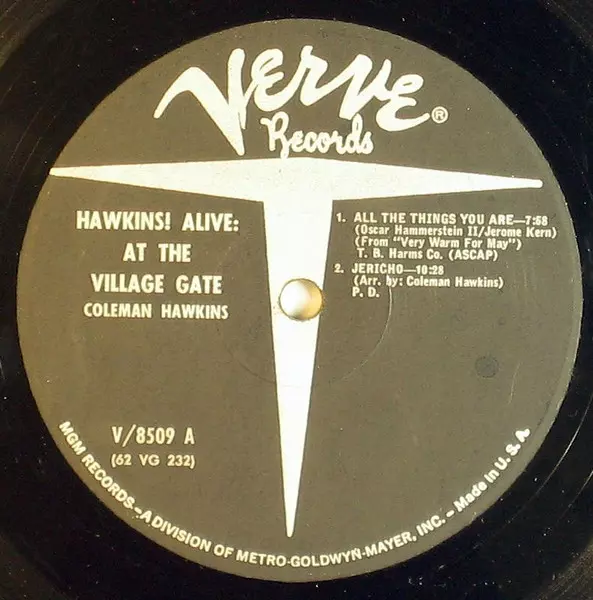 VERVE®
Records
HAWKINS! ALIVE:
AT THE
VILLAGE GATE
COLEMAN HAWKINS
1. ALL THE THINGS YOU ARE—7:58
(Oscar Hammerstein II/Jerome Kern)
(From "Very Warm For May")
T. B. Harms Co. (ASCAP)
2. JERICHO—10:28
(Arr. by: Coleman Hawkins)
P. D.
V/8509 A
(62 VG 232)
MGM RECORDS—A DIVISION OF METRO-GOLDWYN-MAYER, INC. – Made in U. S. A.